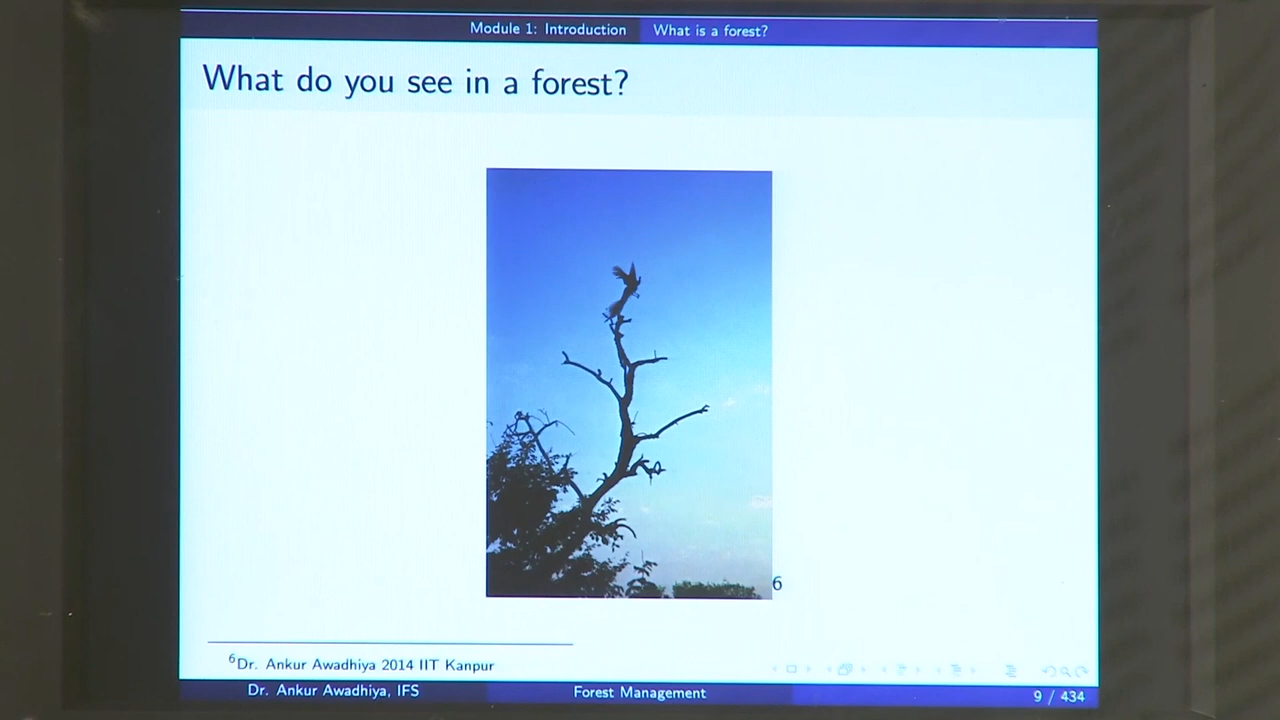 Module 1: Introduction What is a forest?
What do you see in a forest?
6
6Dr. Ankur Awadhiya 2014 IIT Kanpur
Dr. Ankur Awadhiya, IFS Forest Management 9 / 434